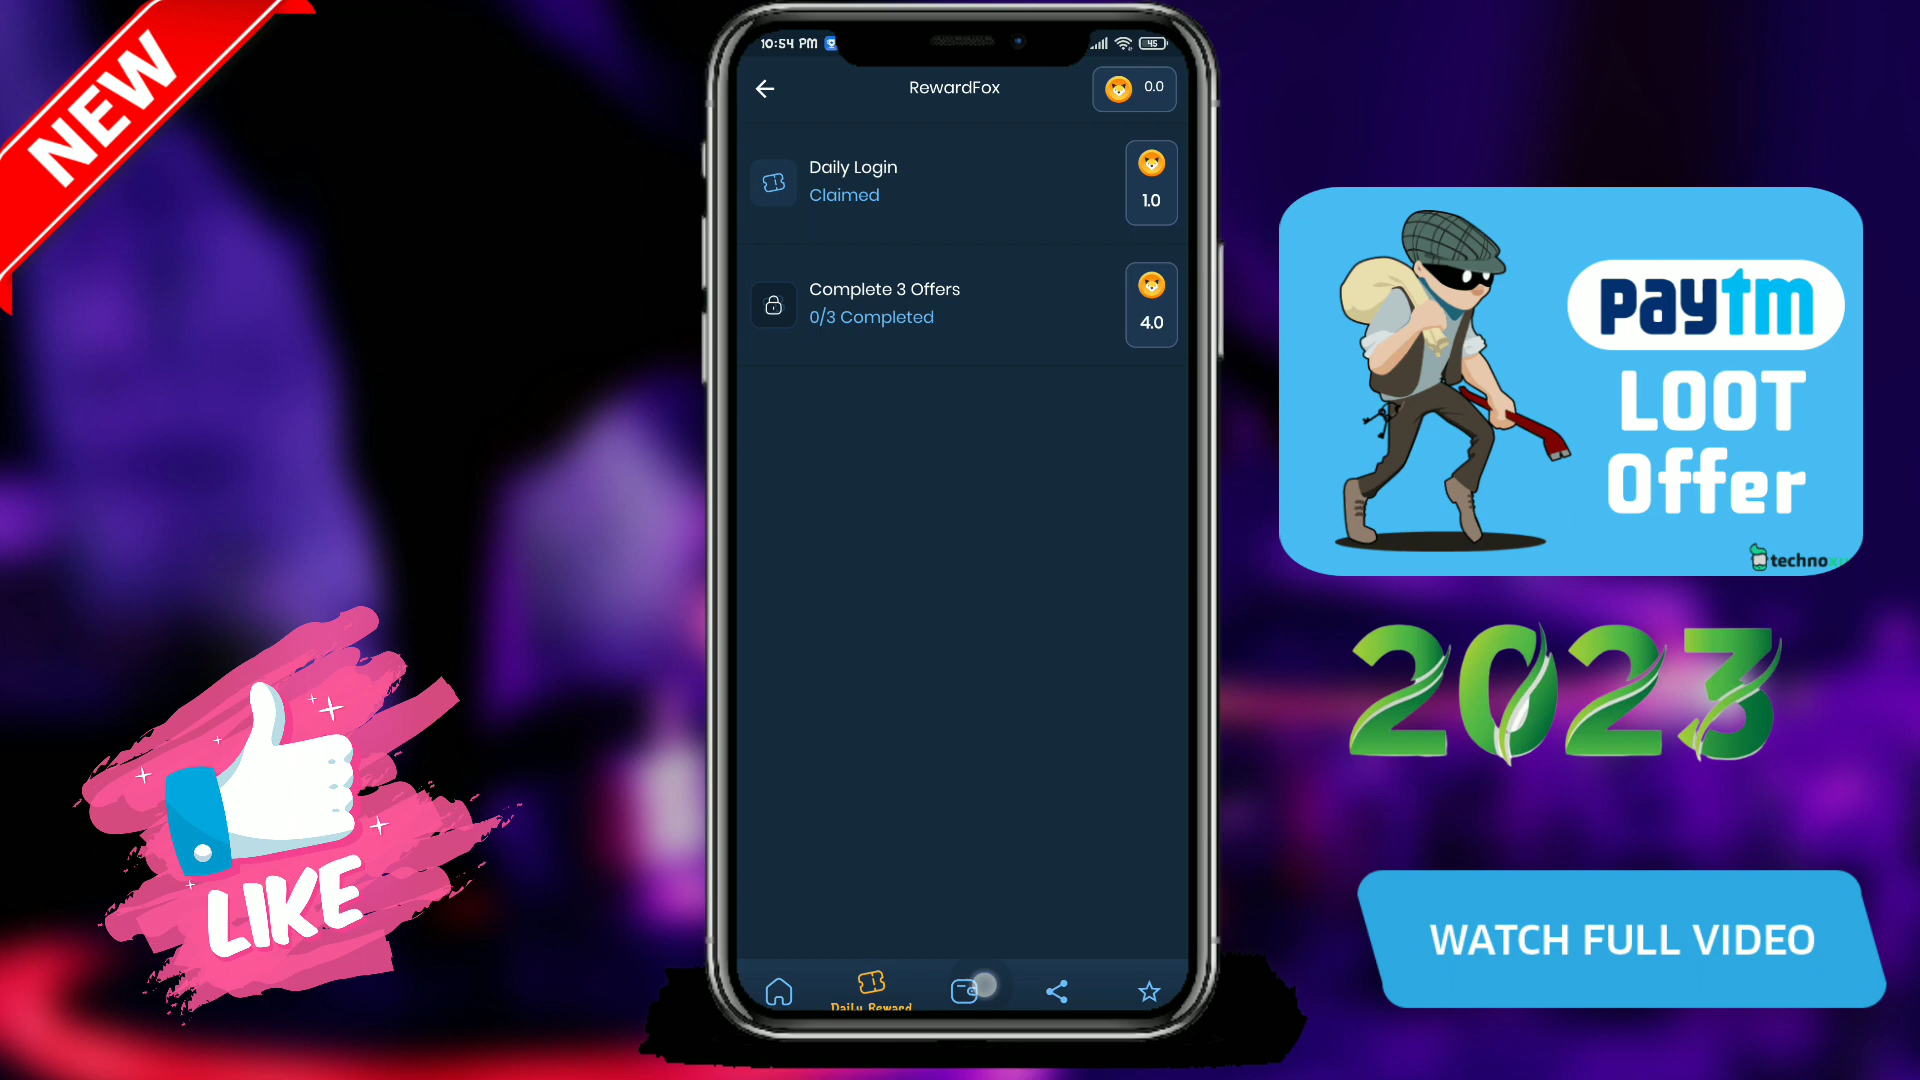 NEW
10:54 PM
45
RewardFox
0.0
Daily Login
Claimed
1.0
Complete 3 Offers
0/3 Completed
4.0
Daily Reward
paytm
LOOT
Offer
2023
WATCH FULL VIDEO
LIKE